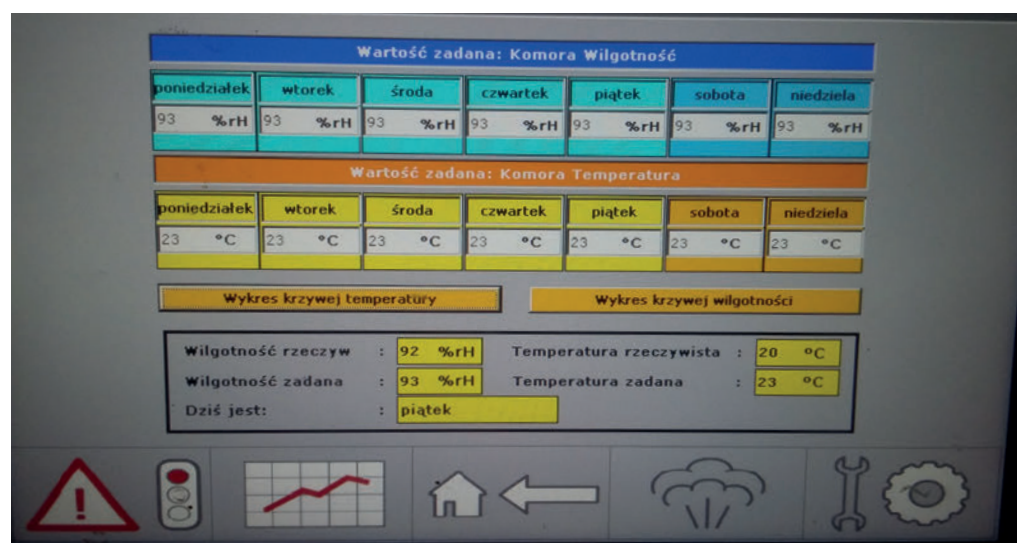 Wartość zadana: Komora Wilgotność
poniedziałek wtorek środa czwartek piątek sobota niedziela
93 %rH 93 %rH 93 %rH 93 %rH 93 %rH 93 %rH 93 %rH
Wartość zadana: Komora Temperatura
poniedziałek wtorek środa czwartek piątek sobota niedziela
23 °C 23 °C 23 °C 23 °C 23 °C 23 °C 23 °C
Wykres krzywej temperatury Wykres krzywej wilgotności
Wilgotność rzeczyw : 92 %rH Temperatura rzeczywista : 20 °C
Wilgotność zadana : 93 %rH Temperatura zadana : 23 °C
Dziś jest: : piątek